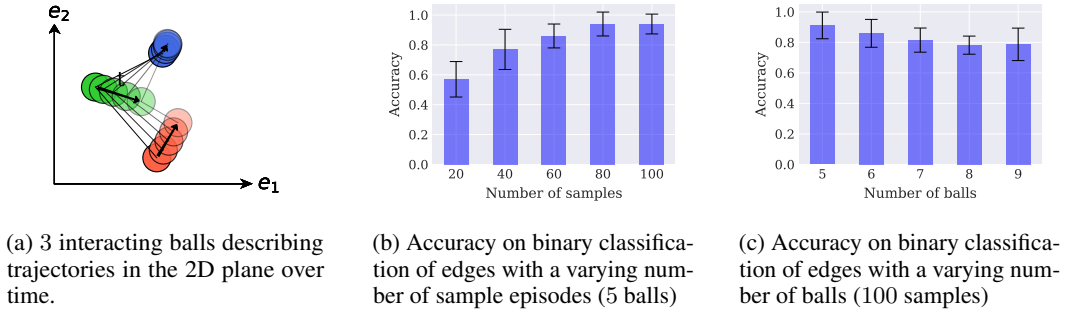 e₂
t
e₁
1.0
0.8
0.6
0.4
0.2
0.0
Accuracy
20 40 60 80 100
Number of samples
1.0
0.8
0.6
0.4
0.2
0.0
Accuracy
5 6 7 8 9
Number of balls
(a) 3 interacting balls describing
trajectories in the 2D plane over
time.
(b) Accuracy on binary classifica-
tion of edges with a varying num-
ber of sample episodes (5 balls)
(c) Accuracy on binary classifica-
tion of edges with a varying num-
ber of balls (100 samples)